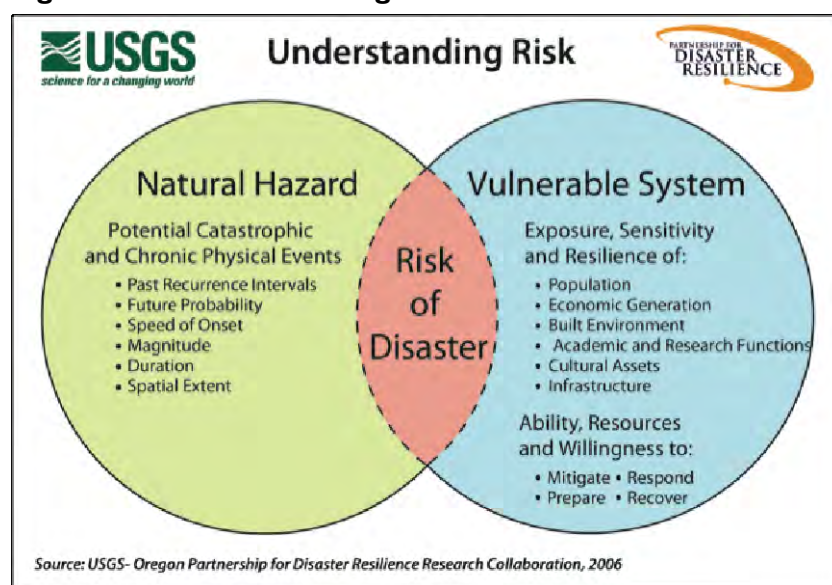 USGS
science for a changing world
Understanding Risk
PARTNERSHIP FOR
DISASTER
RESILIENCE
Natural Hazard
Potential Catastrophic
and Chronic Physical Events
• Past Recurrence Intervals
• Future Probability
• Speed of Onset
• Magnitude
• Duration
• Spatial Extent
Risk
of
Disaster
Vulnerable System
Exposure, Sensitivity
and Resilience of:
• Population
• Economic Generation
• Built Environment
• Academic and Research Functions
• Cultural Assets
• Infrastructure
Ability, Resources
and Willingness to:
• Mitigate • Respond
• Prepare • Recover
Source: USGS- Oregon Partnership for Disaster Resilience Research Collaboration, 2006